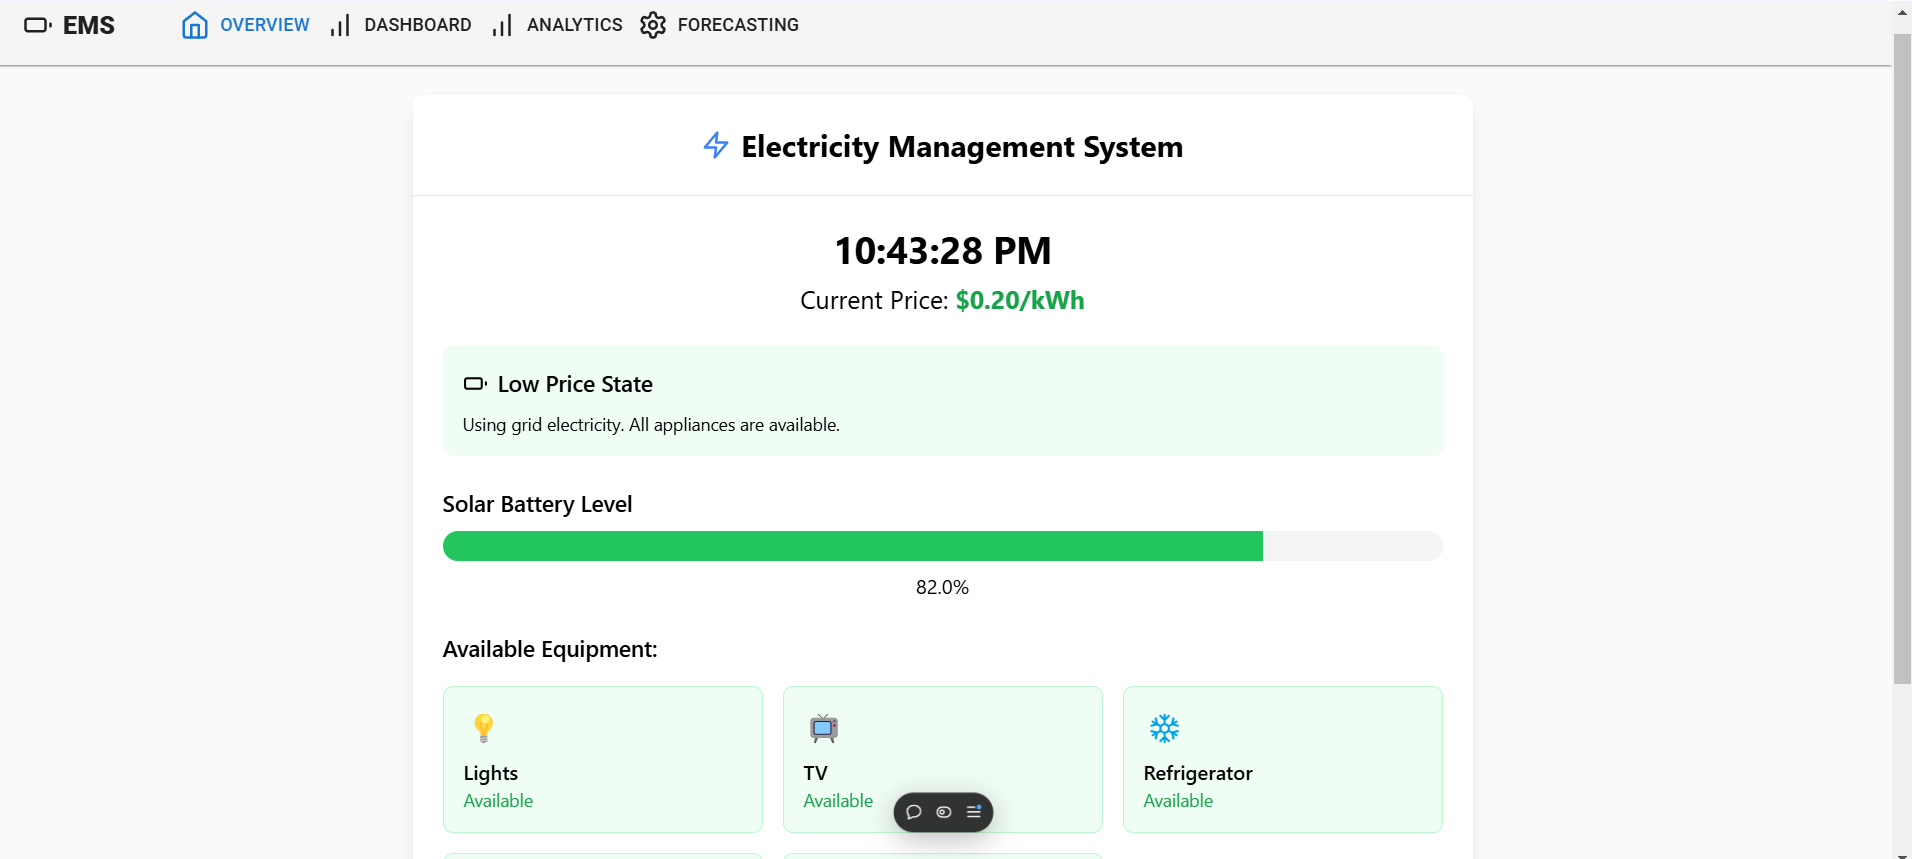 EMS
OVERVIEW
DASHBOARD
ANALYTICS
FORECASTING
Electricity Management System
10:43:28 PM
Current Price: $0.20/kWh
Low Price State
Using grid electricity. All appliances are available.
Solar Battery Level
82.0%
Available Equipment:
Lights
Available
TV
Available
Refrigerator
Available